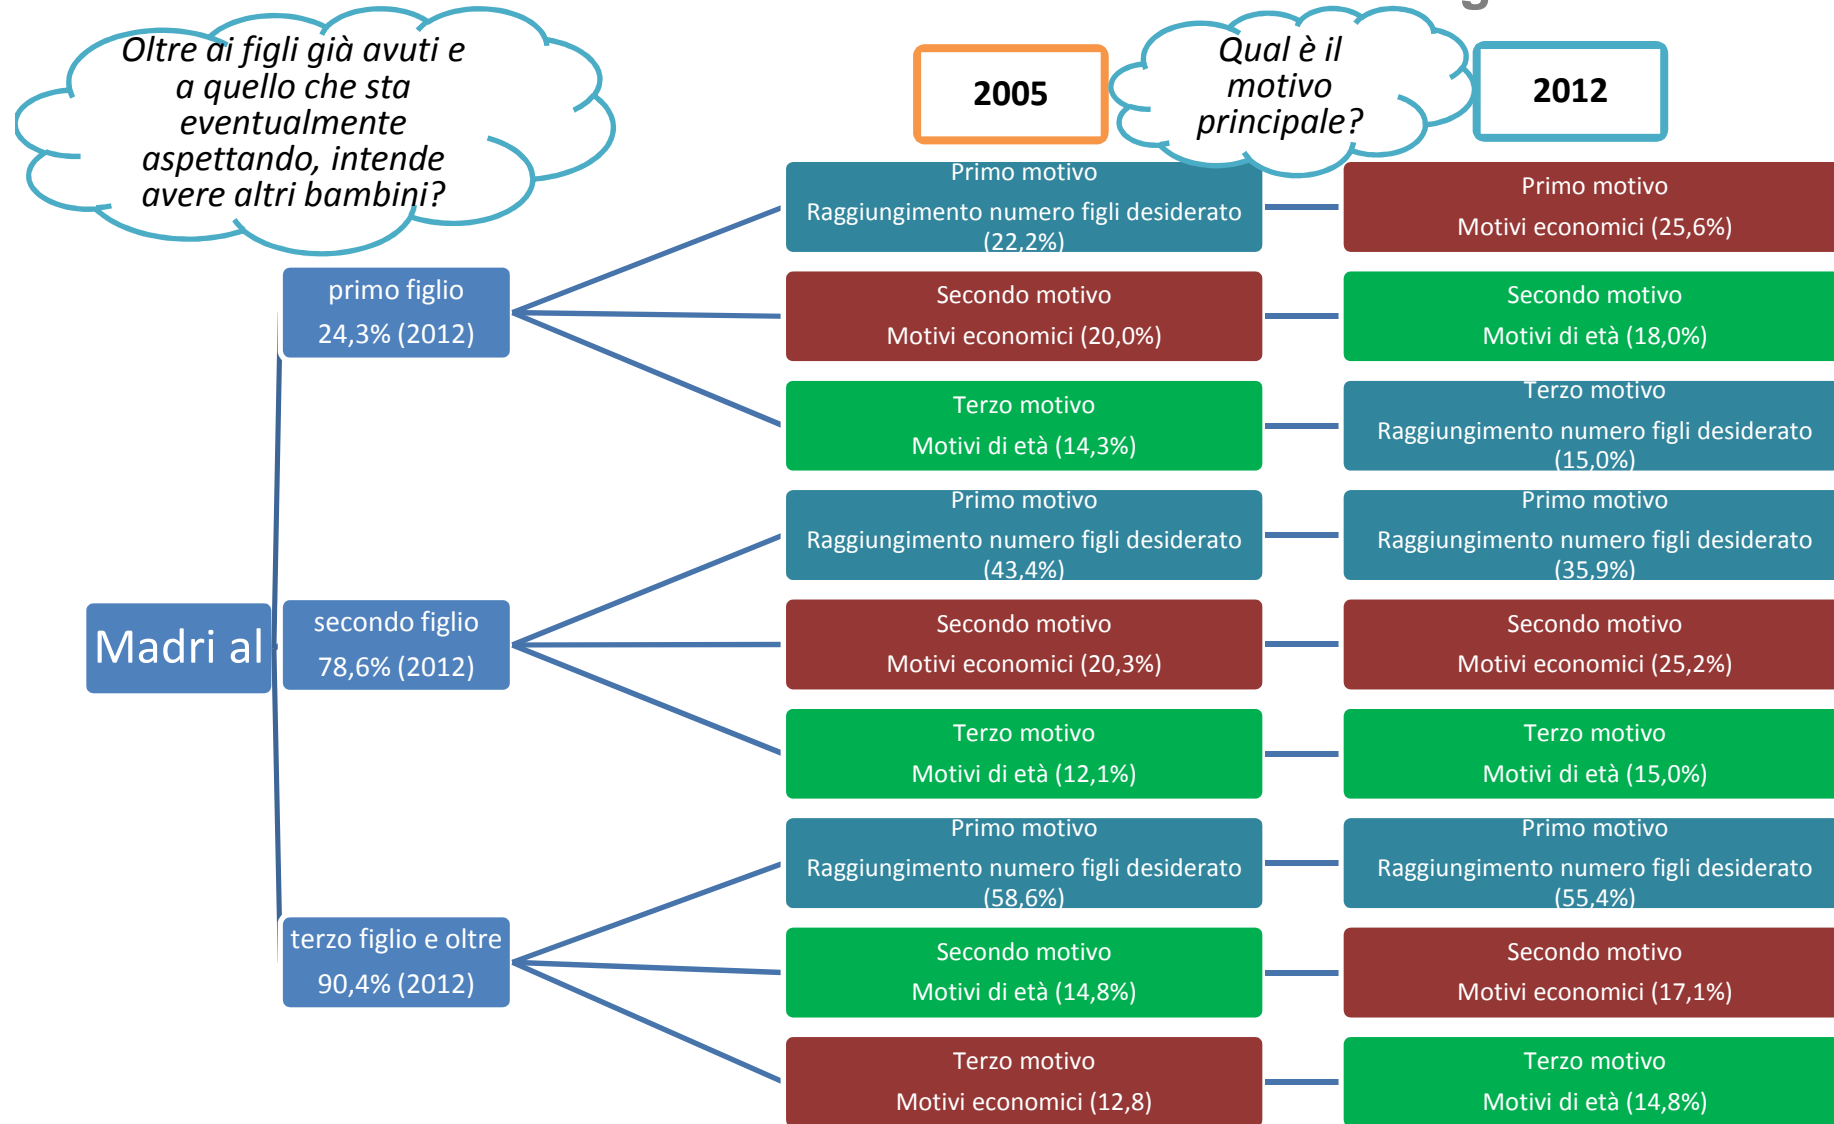 Oltre ai figli già avuti e
a quello che sta
eventualmente
aspettando, intende
avere altri bambini?
2005
Qual è il
motivo
principale?
2012
Madri al
primo figlio
24,3% (2012)
Primo motivo
Raggiungimento numero figli desiderato
(22,2%)
Primo motivo
Motivi economici (25,6%)
Secondo motivo
Motivi economici (20,0%)
Secondo motivo
Motivi di età (18,0%)
Terzo motivo
Motivi di età (14,3%)
Terzo motivo
Raggiungimento numero figli desiderato
(15,0%)
secondo figlio
78,6% (2012)
Primo motivo
Raggiungimento numero figli desiderato
(43,4%)
Primo motivo
Raggiungimento numero figli desiderato
(35,9%)
Secondo motivo
Motivi economici (20,3%)
Secondo motivo
Motivi economici (25,2%)
Terzo motivo
Motivi di età (12,1%)
Terzo motivo
Motivi di età (15,0%)
terzo figlio e oltre
90,4% (2012)
Primo motivo
Raggiungimento numero figli desiderato
(58,6%)
Primo motivo
Raggiungimento numero figli desiderato
(55,4%)
Secondo motivo
Motivi di età (14,8%)
Secondo motivo
Motivi economici (17,1%)
Terzo motivo
Motivi economici (12,8)
Terzo motivo
Motivi di età (14,8%)